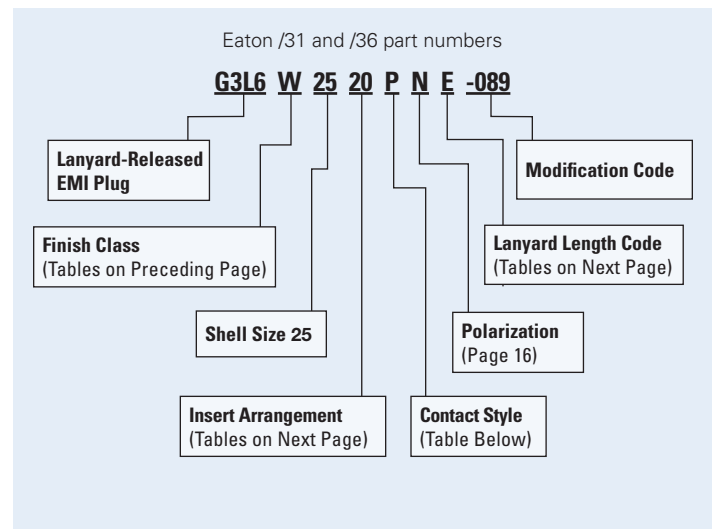 Eaton /31 and /36 part numbers
G3L6 W 25 20 P N E -089
Lanyard-Released
EMI Plug
Modification Code
Finish Class
(Tables on Preceding Page)
Lanyard Length Code
(Tables on Next Page)
Shell Size 25
Polarization
(Page 16)
Insert Arrangement
(Tables on Next Page)
Contact Style
(Table Below)